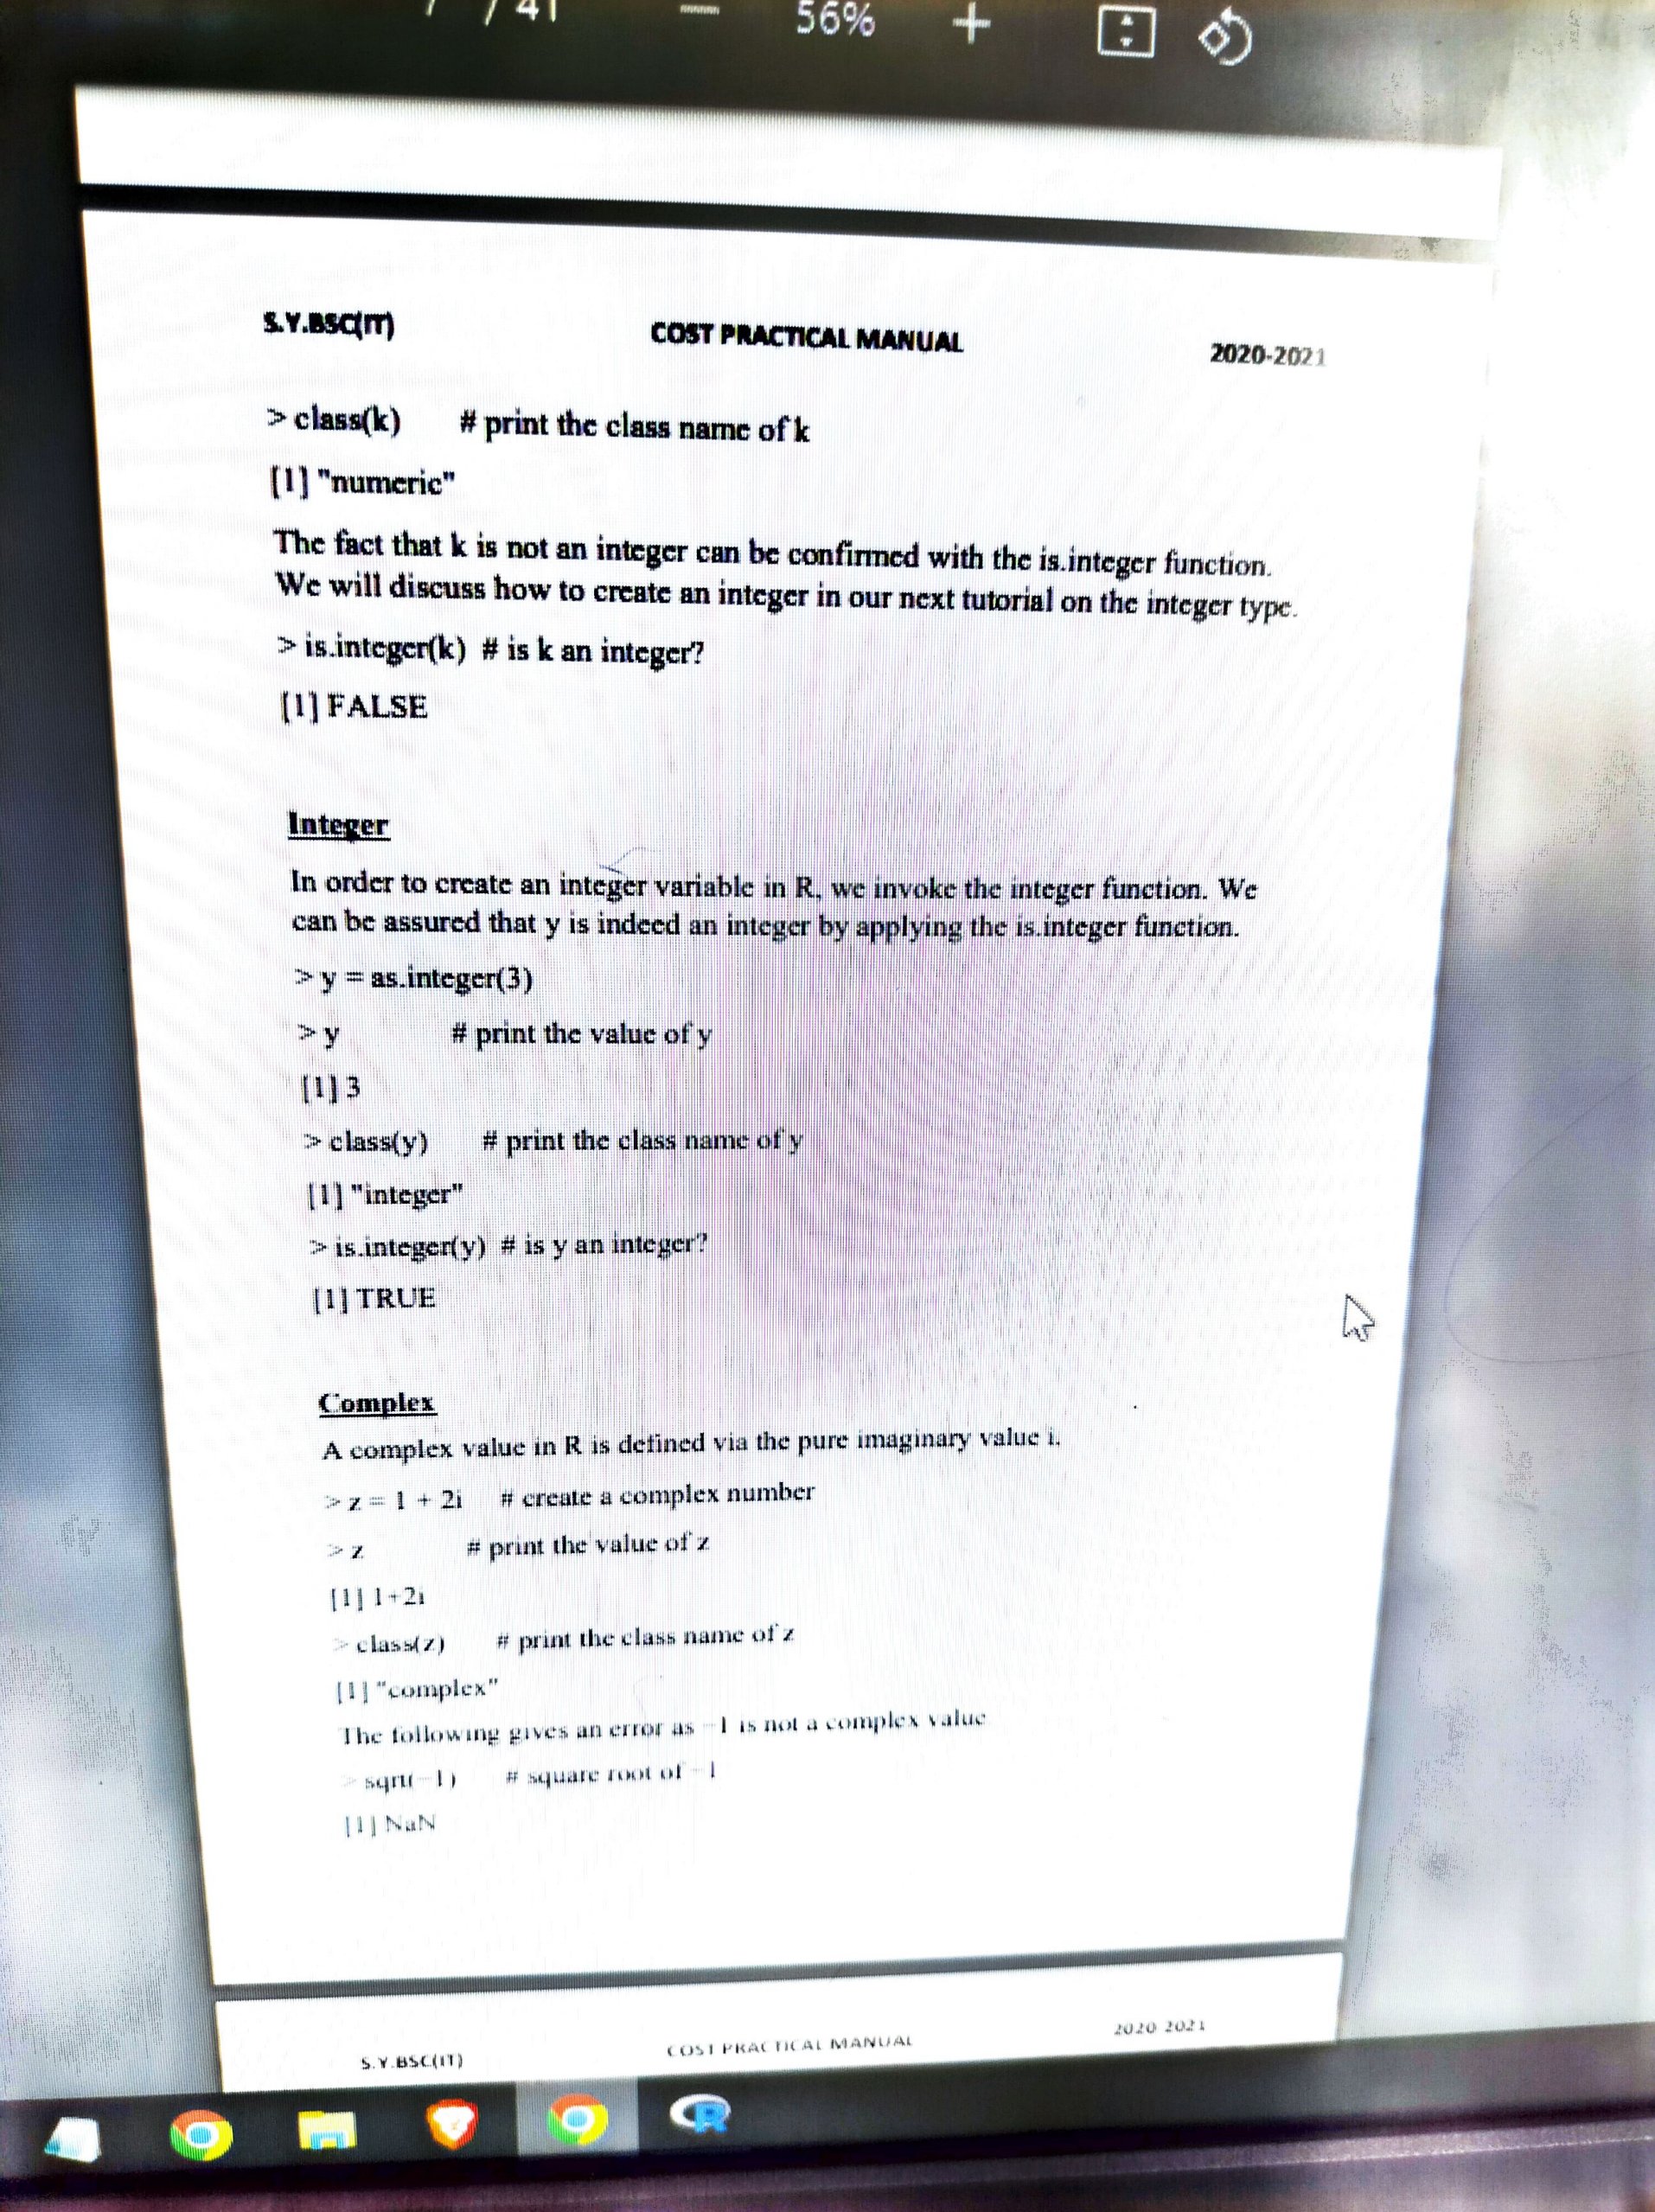 / 41 — 56% +
S.Y.BSC(IT) COST PRACTICAL MANUAL 2020-2021
> class(k) # print the class name of k
[1] "numeric"
The fact that k is not an integer can be confirmed with the is.integer function.
We will discuss how to create an integer in our next tutorial on the integer type.
> is.integer(k) # is k an integer?
[1] FALSE
Integer
In order to create an integer variable in R, we invoke the integer function. We
can be assured that y is indeed an integer by applying the is.integer function.
> y = as.integer(3)
> y # print the value of y
[1] 3
> class(y) # print the class name of y
[1] "integer"
> is.integer(y) # is y an integer?
[1] TRUE
Complex
A complex value in R is defined via the pure imaginary value i.
> z = 1 + 2i # create a complex number
> z # print the value of z
[1] 1+2i
> class(z) # print the class name of z
[1] "complex"
The following gives an error as −1 is not a complex value
> sqrt(−1) # square root of −1
[1] NaN
S.Y.BSC(IT) COST PRACTICAL MANUAL 2020-2021
R